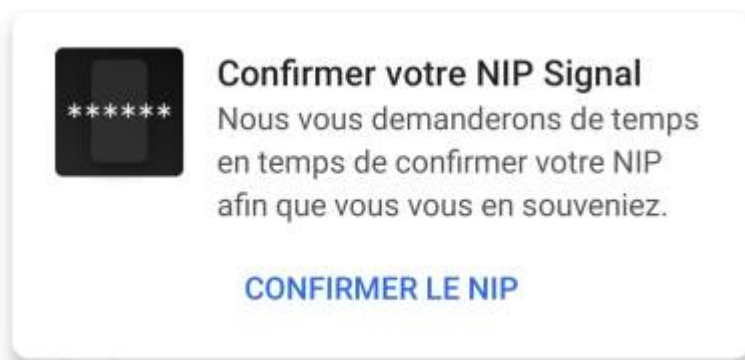 ******
Confirmer votre NIP Signal
Nous vous demanderons de temps
en temps de confirmer votre NIP
afin que vous vous en souveniez.
CONFIRMER LE NIP